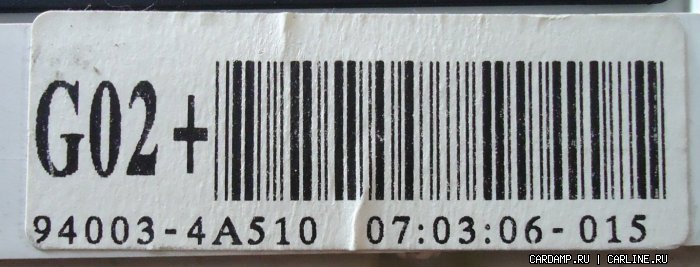 G02+
94003-4A510 07:03:06-015
CARDAMP.RU | CARLINE.RU